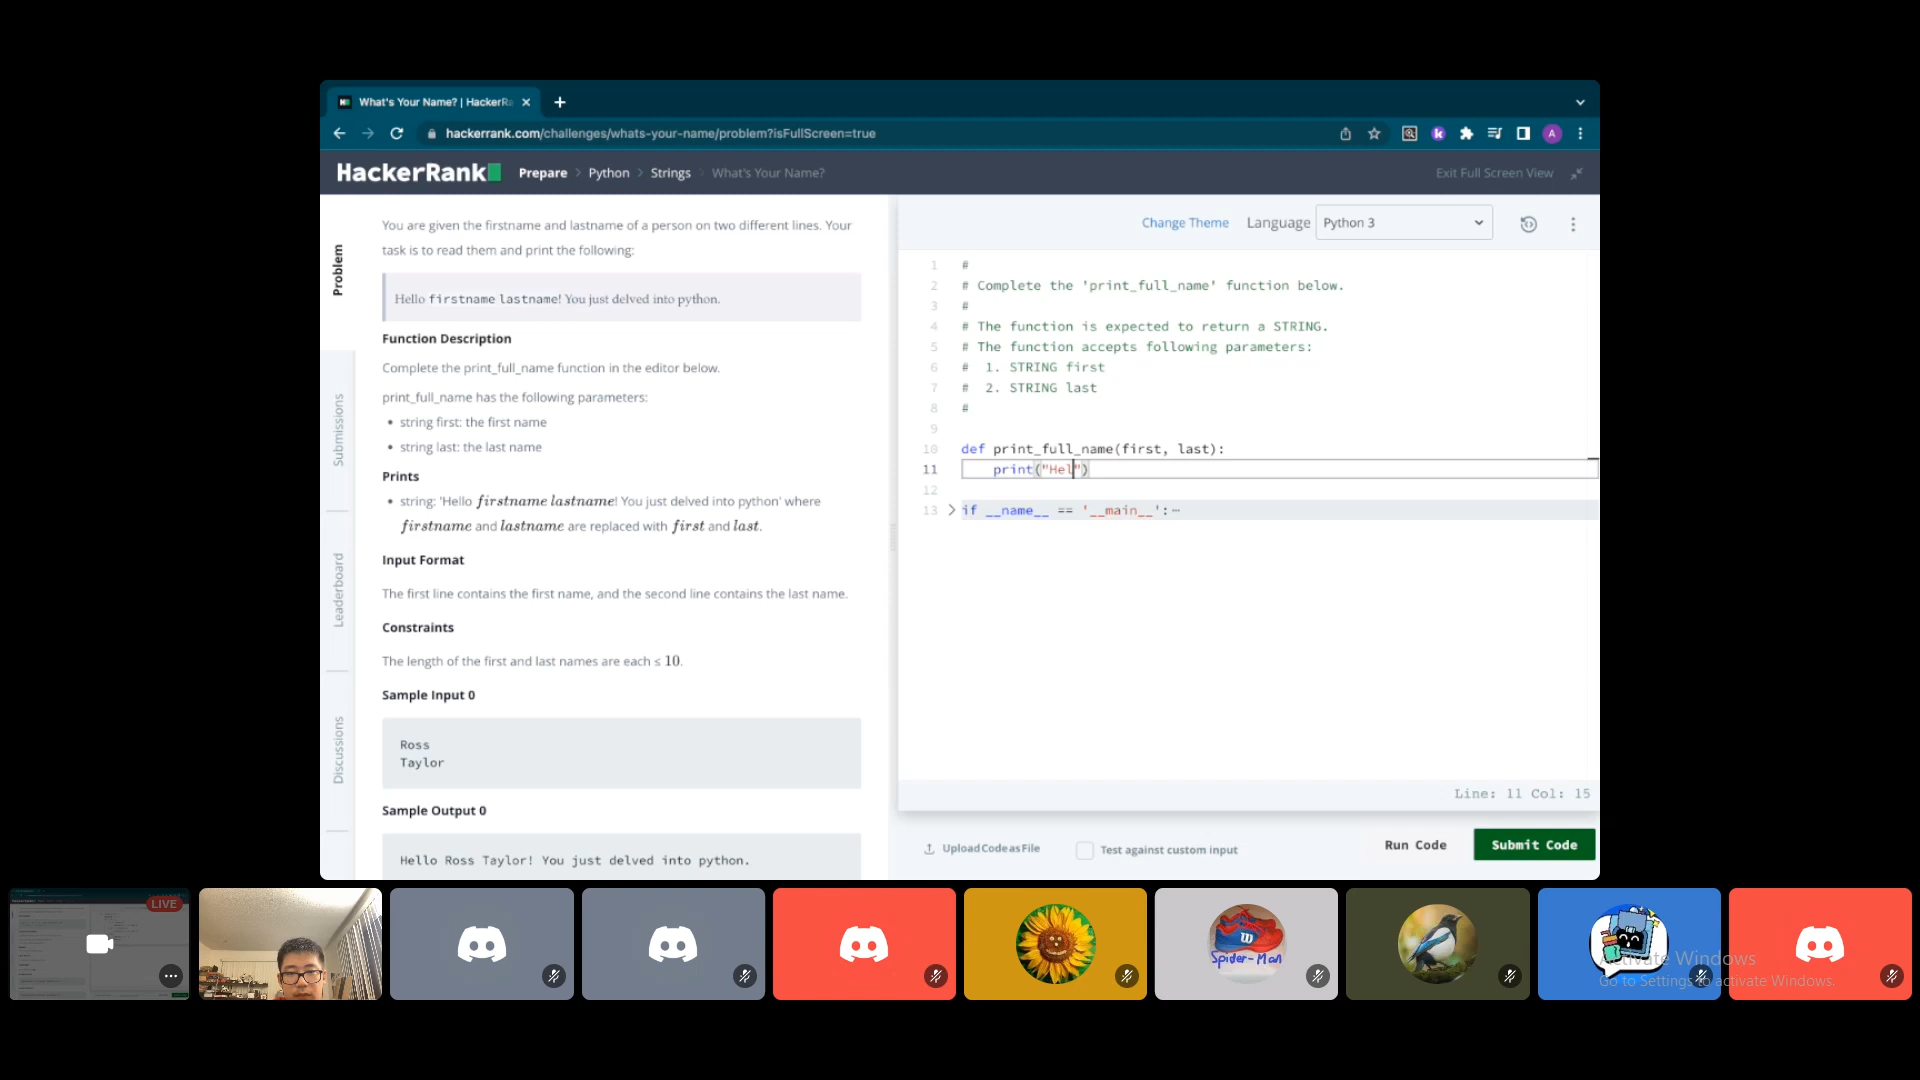 What's Your Name? | HackerRa
hackerrank.com/challenges/whats-your-name/problem?isFullScreen=true
A
HackerRank
Prepare > Python > Strings > What's Your Name?
Exit Full Screen View
Problem
Submissions
Leaderboard
Discussions
You are given the firstname and lastname of a person on two different lines. Your
task is to read them and print the following:
Hello firstname lastname! You just delved into python.
Function Description
Complete the print_full_name function in the editor below.
print_full_name has the following parameters:
• string first: the first name
• string last: the last name
Prints
• string: 'Hello firstname lastname! You just delved into python' where
firstname and lastname are replaced with first and last.
Input Format
The first line contains the first name, and the second line contains the last name.
Constraints
The length of the first and last names are each ≤ 10.
Sample Input 0
Ross
Taylor
Sample Output 0
Hello Ross Taylor! You just delved into python.
Change Theme Language Python 3
1 #
2 # Complete the 'print_full_name' function below.
3 #
4 # The function is expected to return a STRING.
5 # The function accepts following parameters:
6 #  1. STRING first
7 #  2. STRING last
8 #
9
10 def print_full_name(first, last):
11     print("Hel")
12
13 > if __name__ == '__main__':⋯
Line: 11 Col: 15
Upload Code as File
Test against custom input
Run Code
Submit Code
LIVE
W
Spider-Man
Activate Windows
Go to Settings to activate Windows.